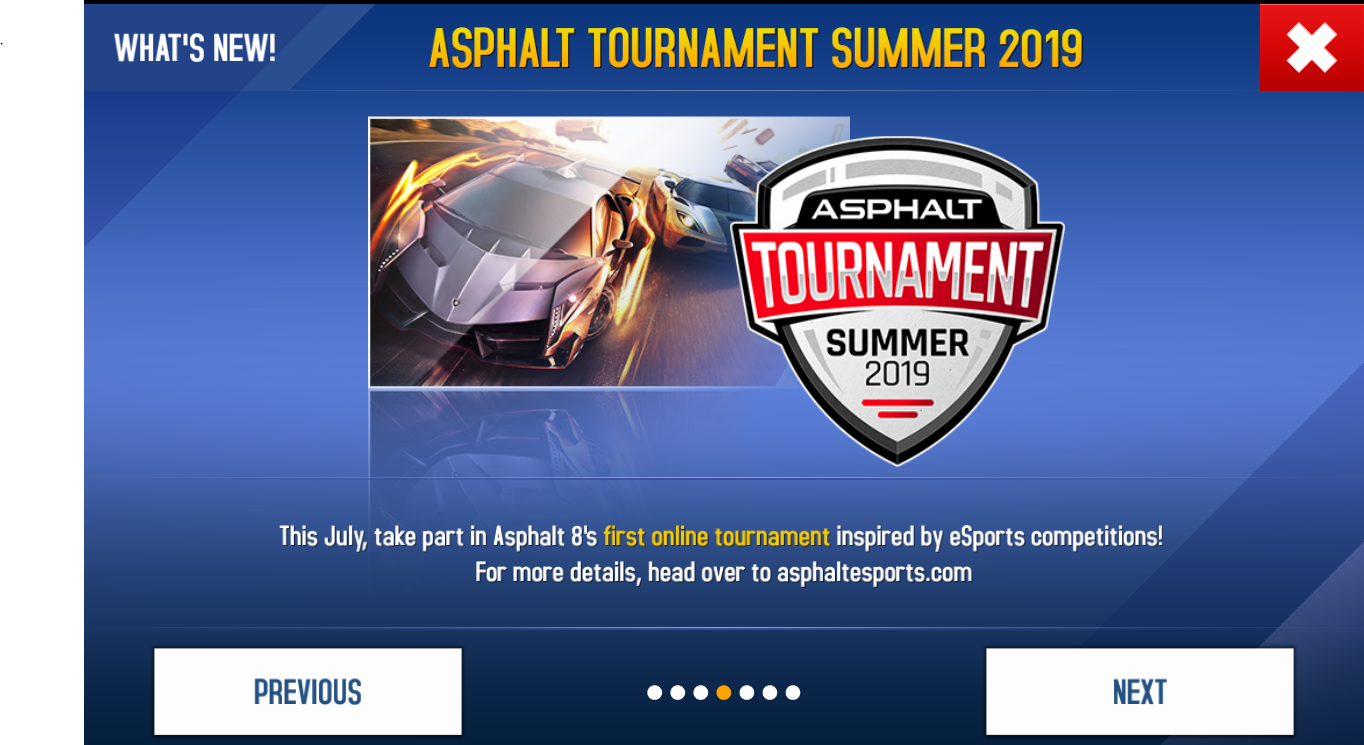 WHAT'S NEW!
ASPHALT TOURNAMENT SUMMER 2019
ASPHALT
TOURNAMENT
SUMMER
2019
This July, take part in Asphalt 8's first online tournament inspired by eSports competitions!
For more details, head over to asphaltesports.com
PREVIOUS
NEXT